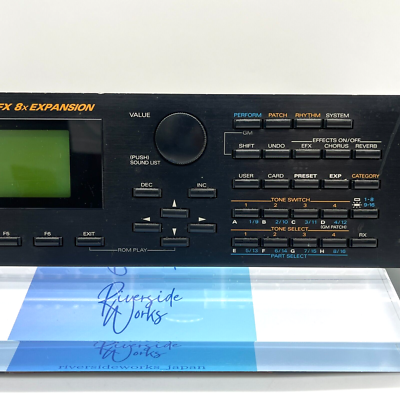 FX 8x EXPANSION
VALUE
PERFORM PATCH RHYTHM SYSTEM
GM
EFFECTS ON/OFF
SHIFT UNDO EFX CHORUS REVERB
(PUSH)
SOUND LIST
USER CARD PRESET EXP CATEGORY
DEC INC
TONE SWITCH
1 2 3 4 1-8
9-16
A 1/9 B 2/10 C 3/11 D 4/12
TONE SELECT (GM PATCH)
F5 F6 EXIT 1 2 3 4 RX
ROM PLAY
E 5/13 F 6/14 G 7/15 H 8/16
PART SELECT
Riverside
Works
Works
riversideworks_japan